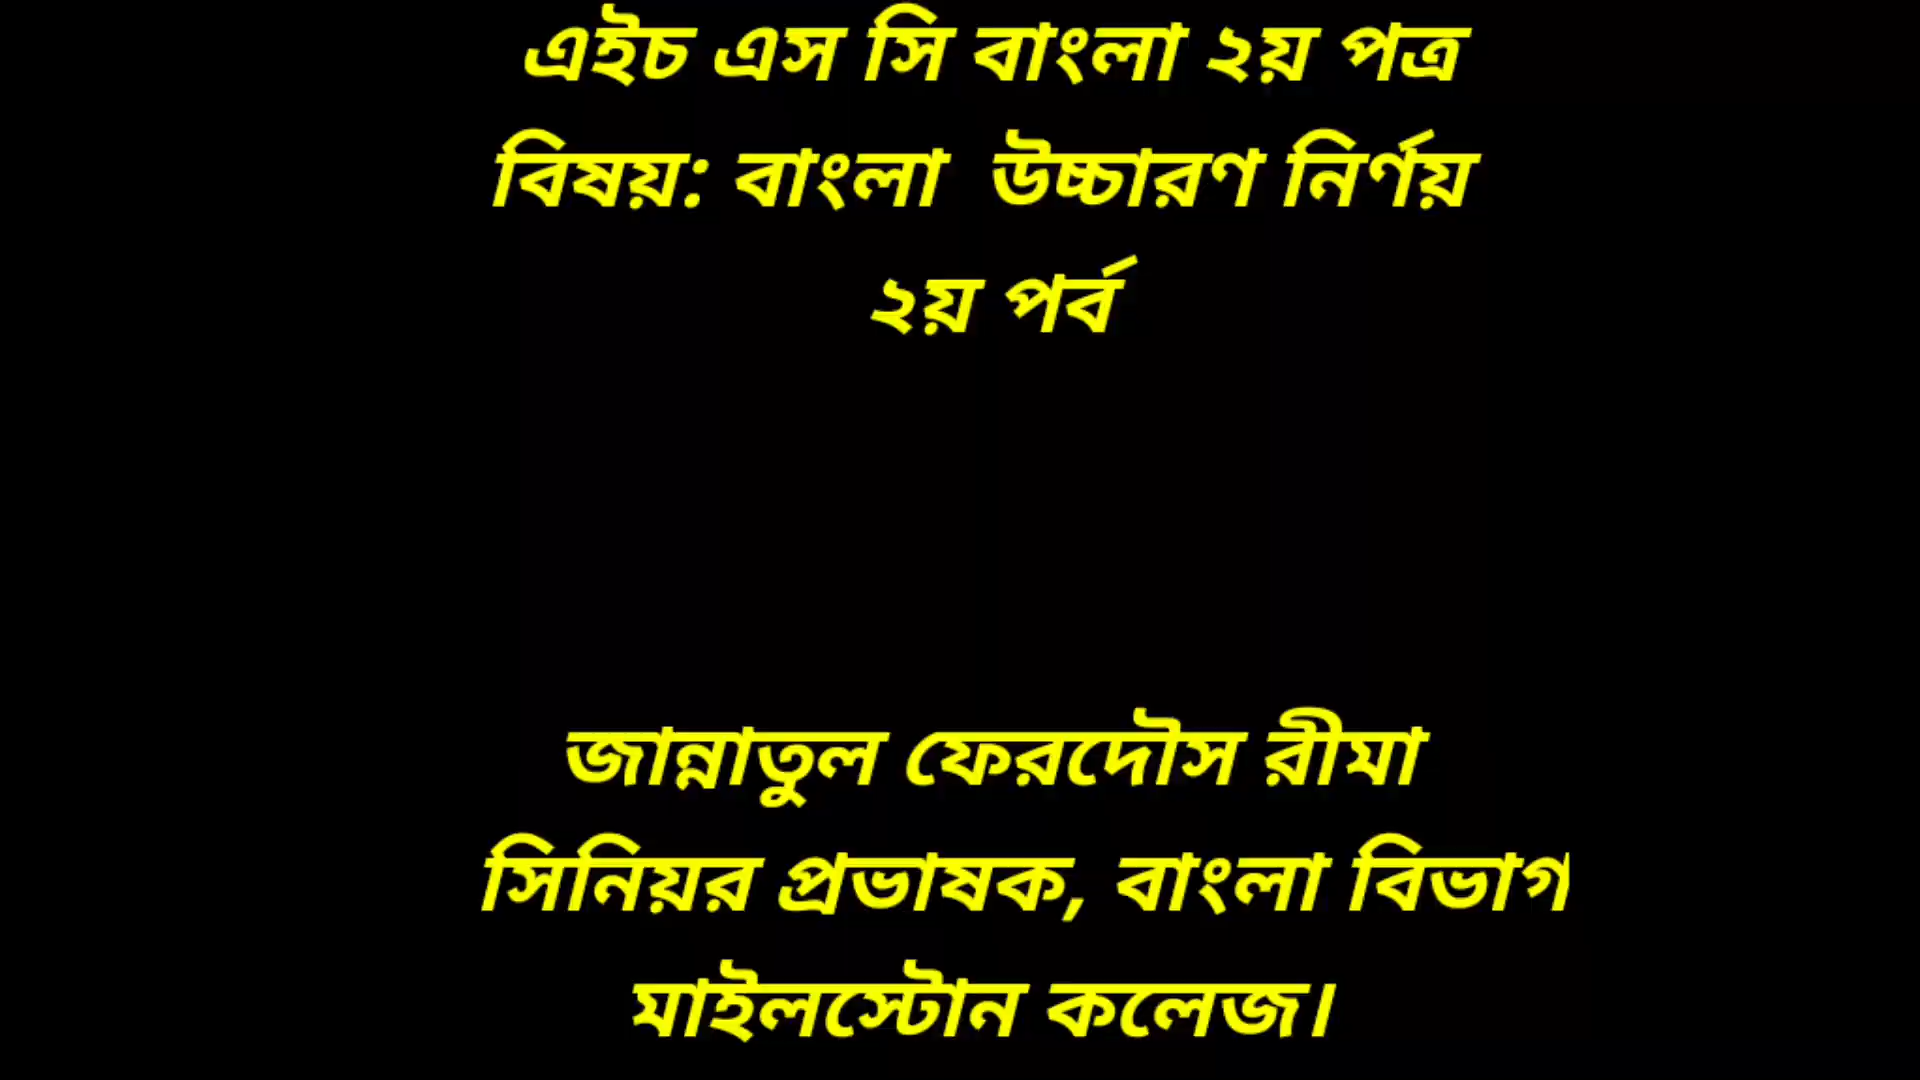 এইচ এস সি বাংলা ২য় পত্র
বিষয়: বাংলা উচ্চারণ নির্ণয়
২য় পর্ব
জান্নাতুল ফেরদৌস রীমা
সিনিয়র প্রভাষক, বাংলা বিভাগ
মাইলস্টোন কলেজ।